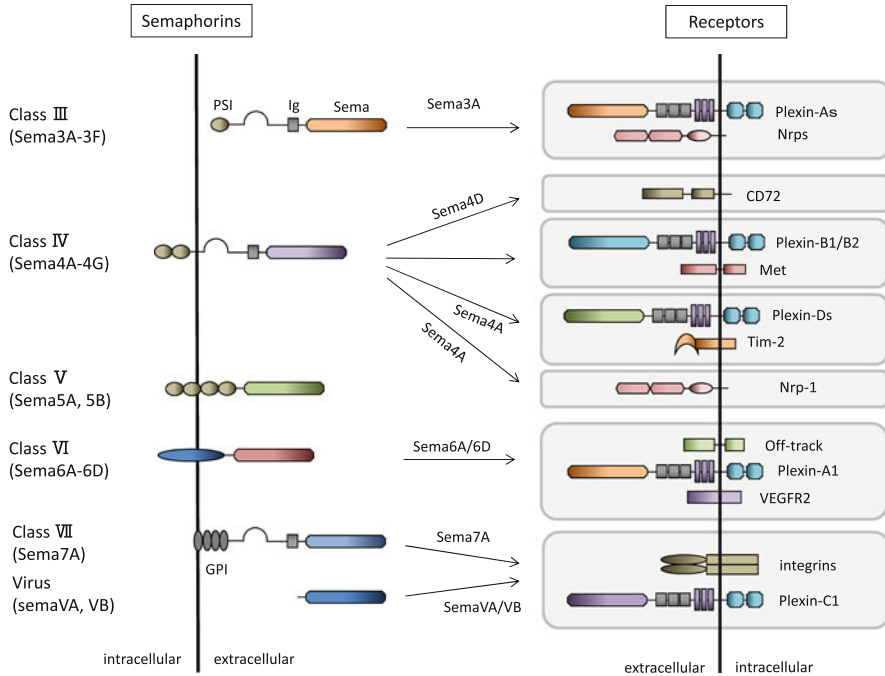 Semaphorins
Receptors
Class Ⅲ
(Sema3A-3F)
PSI
Ig
Sema
Sema3A
Plexin-As
Nrps
Sema4D
CD72
Class Ⅳ
(Sema4A-4G)
Plexin-B1/B2
Met
Sema4A
Sema4A
Plexin-Ds
Tim-2
Class Ⅴ
(Sema5A, 5B)
Nrp-1
Class Ⅵ
(Sema6A-6D)
Sema6A/6D
Off-track
Plexin-A1
VEGFR2
Class Ⅶ
(Sema7A)
GPI
Sema7A
integrins
Virus
(semaVA, VB)
SemaVA/VB
Plexin-C1
intracellular
extracellular
extracellular
intracellular